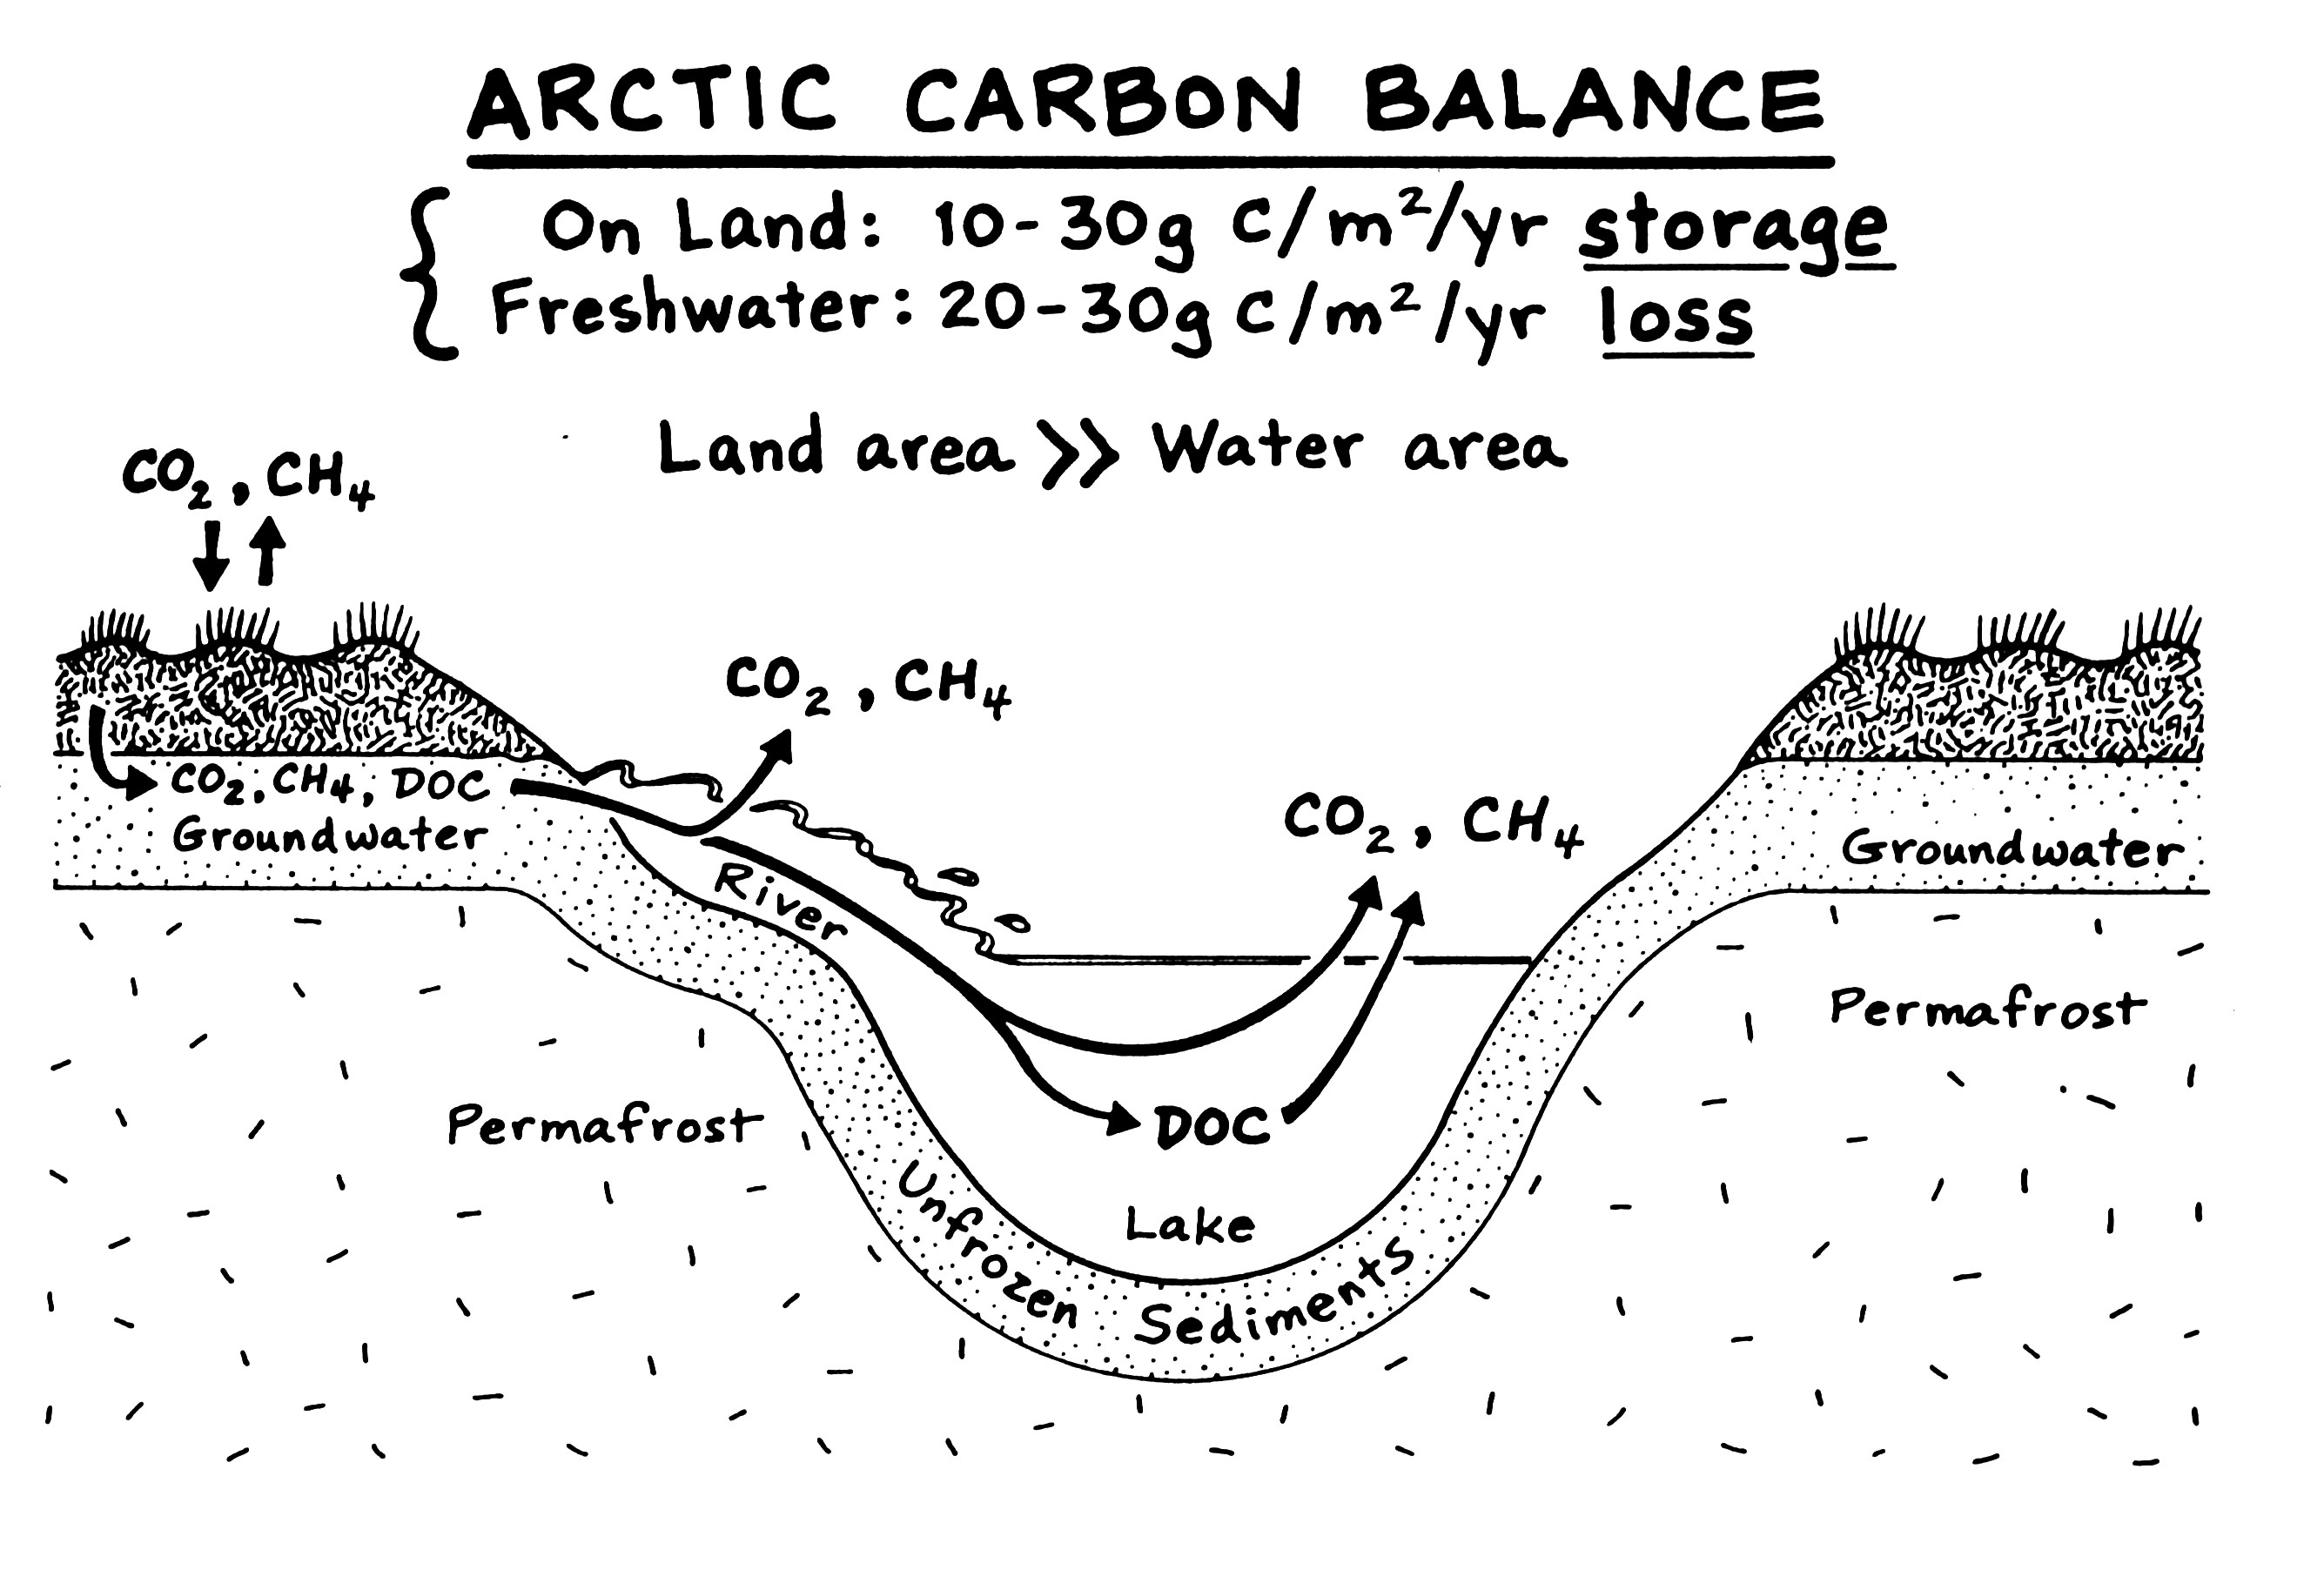 ARCTIC CARBON BALANCE
On Land: 10-30g C/m²/yr storage
Freshwater: 20-30g C/m²/yr loss
Land area >> Water area
CO₂, CH₄
CO₂, CH₄
CO₂, CH₄, DOC
Groundwater
River
CO₂, CH₄
Groundwater
Permafrost
Permafrost
DOC
Lake
Unfrozen Sediments